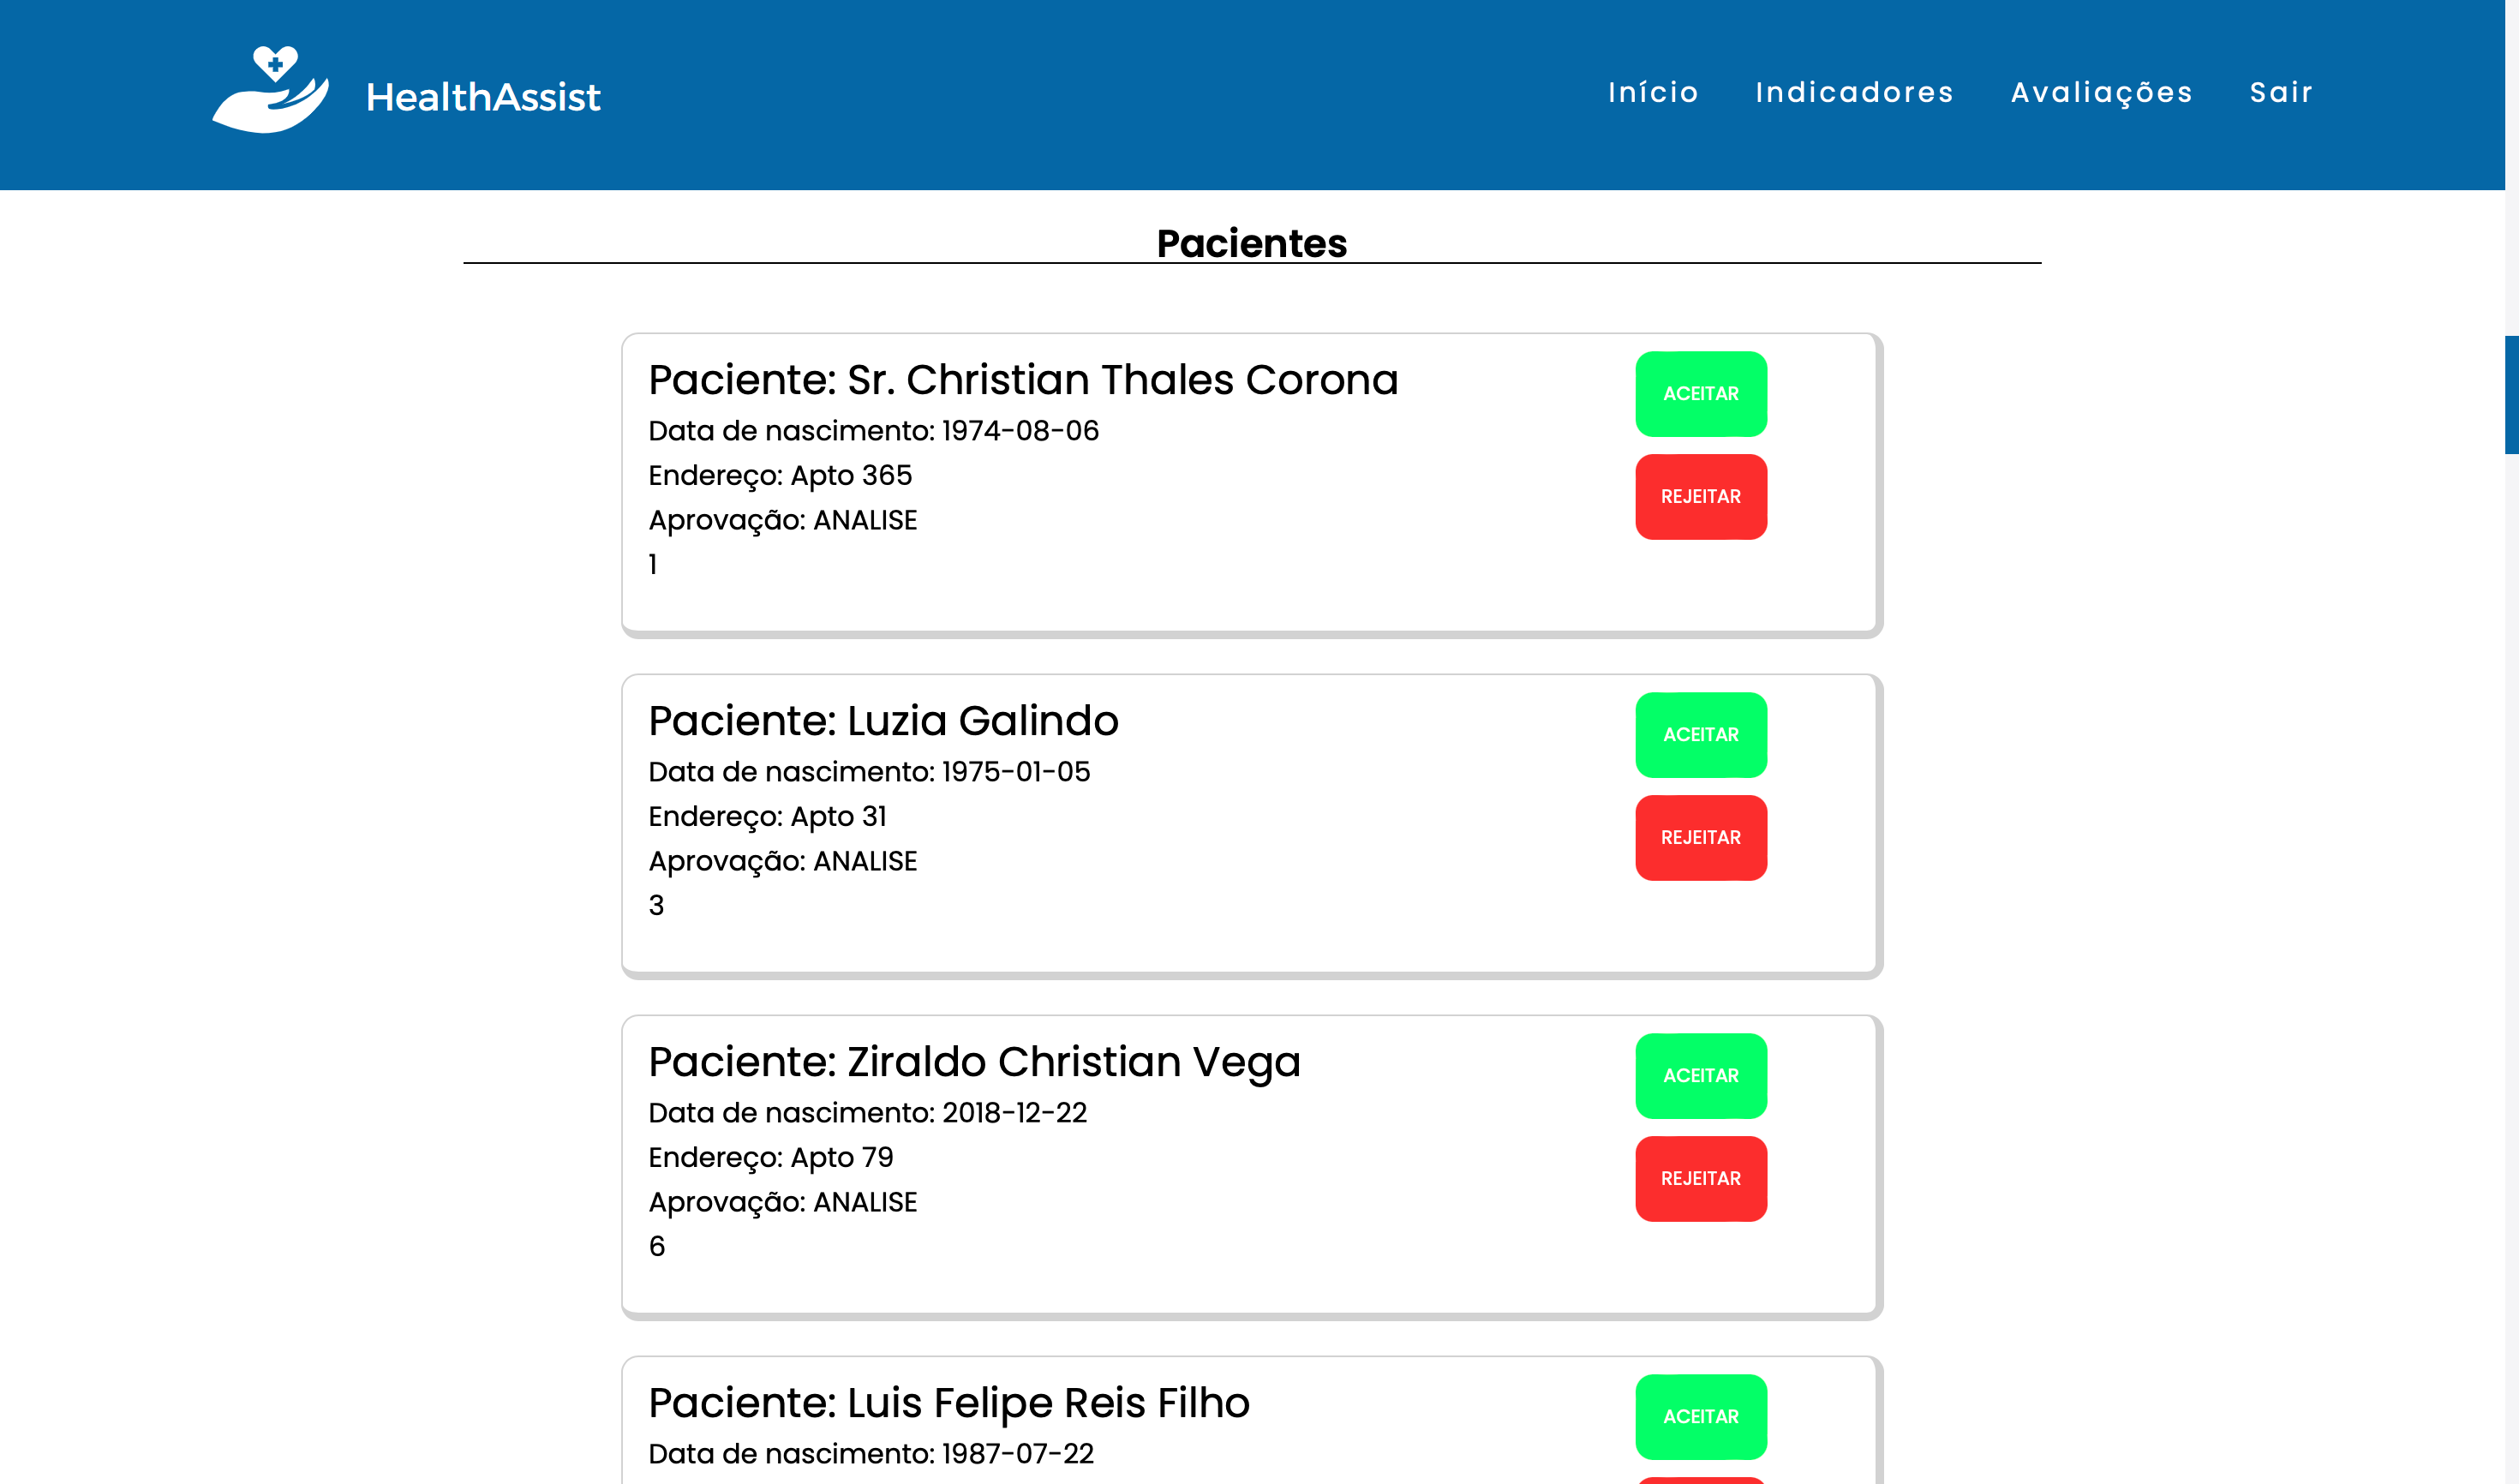 HealthAssist
Início Indicadores Avaliações Sair
Pacientes
Paciente: Sr. Christian Thales Corona
Data de nascimento: 1974-08-06
Endereço: Apto 365
Aprovação: ANALISE
1
ACEITAR
REJEITAR
Paciente: Luzia Galindo
Data de nascimento: 1975-01-05
Endereço: Apto 31
Aprovação: ANALISE
3
ACEITAR
REJEITAR
Paciente: Ziraldo Christian Vega
Data de nascimento: 2018-12-22
Endereço: Apto 79
Aprovação: ANALISE
6
ACEITAR
REJEITAR
Paciente: Luis Felipe Reis Filho
Data de nascimento: 1987-07-22
ACEITAR